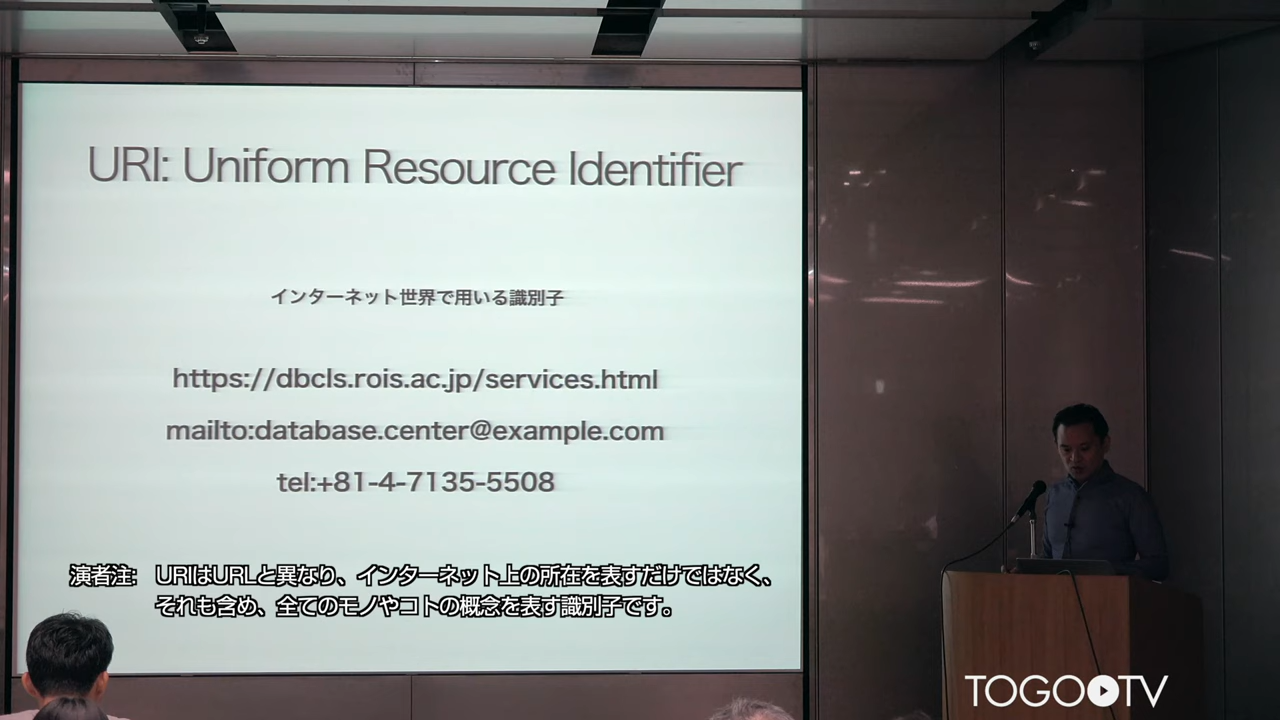 URI: Uniform Resource Identifier
インターネット世界で用いる識別子
https://dbcls.rois.ac.jp/services.html
mailto:database.center@example.com
tel:+81-4-7135-5508
演者注: URIはURLと異なり、インターネット上の所在を表すだけではなく、
それも含め、全てのモノやコトの概念を表す識別子です。
TOGOTV